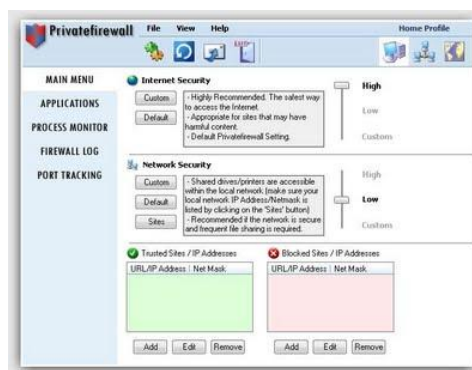 Privatefirewall File View Help Home Profile
MAIN MENU
APPLICATIONS
PROCESS MONITOR
FIREWALL LOG
PORT TRACKING
Internet Security
Custom
Default
- Highly Recommended. The safest way
to access the Internet.
- Appropriate for sites that may have
harmful content.
- Default Privatefirewall Setting.
High
Low
Custom
Network Security
Custom
Default
Sites
- Shared drives/printers are accessible
within the local network (make sure your
local network IP Address/Netmask is
listed by clicking on the 'Sites' button)
- Recommended if the network is secure
and frequent file sharing is required.
High
Low
Custom
Trusted Sites / IP Addresses
URL/IP Address Net Mask
Add Edit Remove
Blocked Sites / IP Addresses
URL/IP Address Net Mask
Add Edit Remove